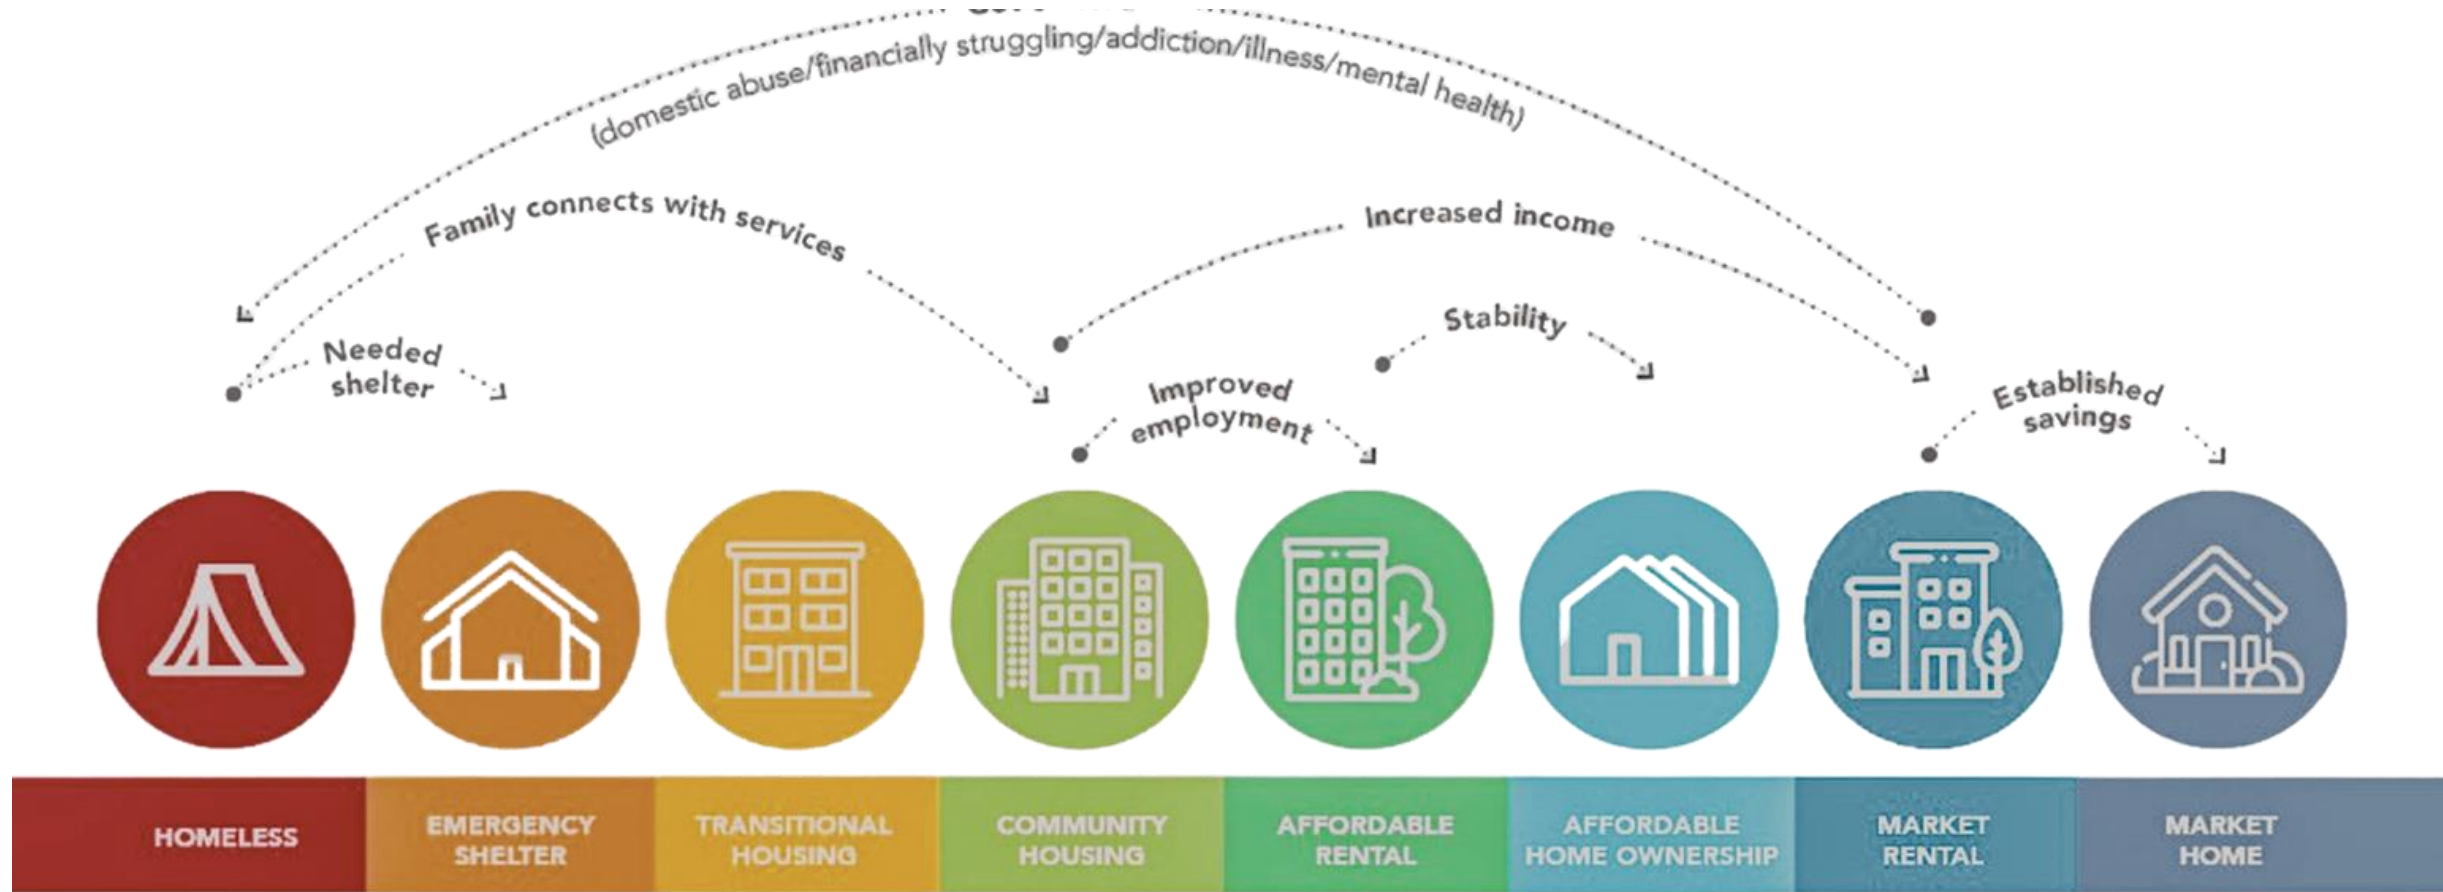 (domestic abuse/financially struggling/addiction/illness/mental health)
Family connects with services
Increased income
Needed
shelter
Stability
Improved
employment
Established
savings
HOMELESS
EMERGENCY
SHELTER
TRANSITIONAL
HOUSING
COMMUNITY
HOUSING
AFFORDABLE
RENTAL
AFFORDABLE
HOME OWNERSHIP
MARKET
RENTAL
MARKET
HOME